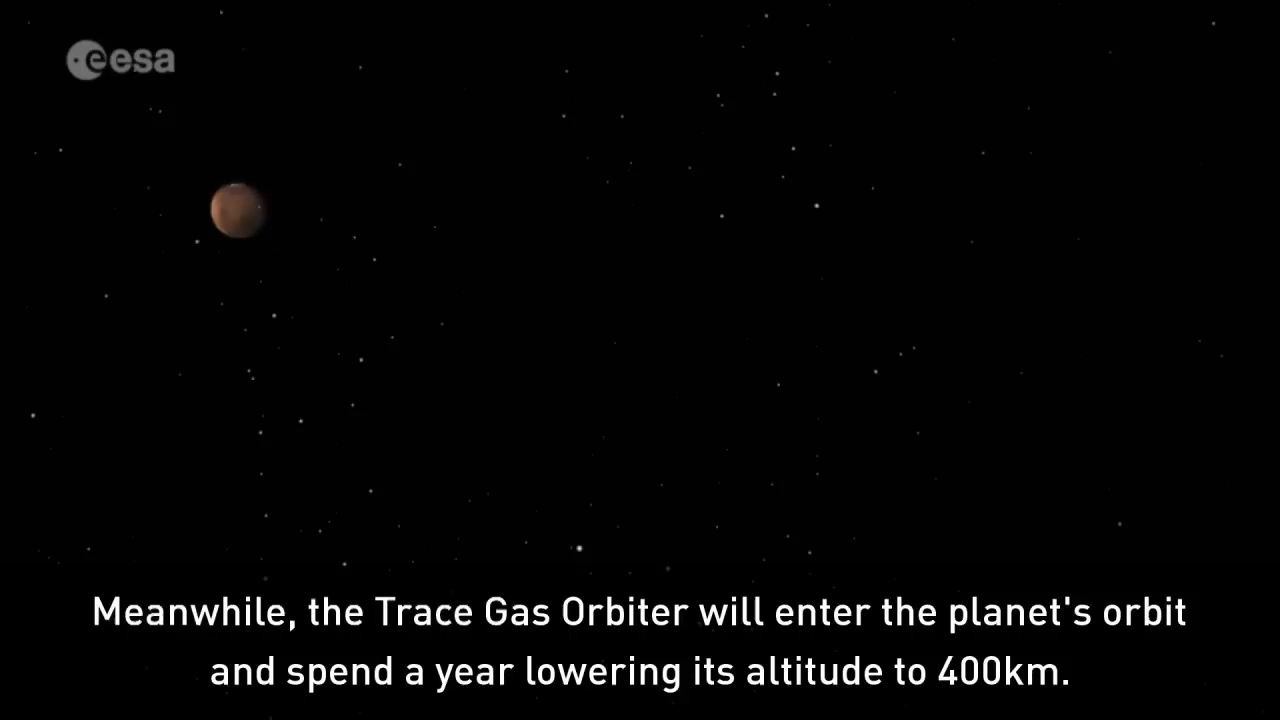 esa
Meanwhile, the Trace Gas Orbiter will enter the planet's orbit
and spend a year lowering its altitude to 400km.